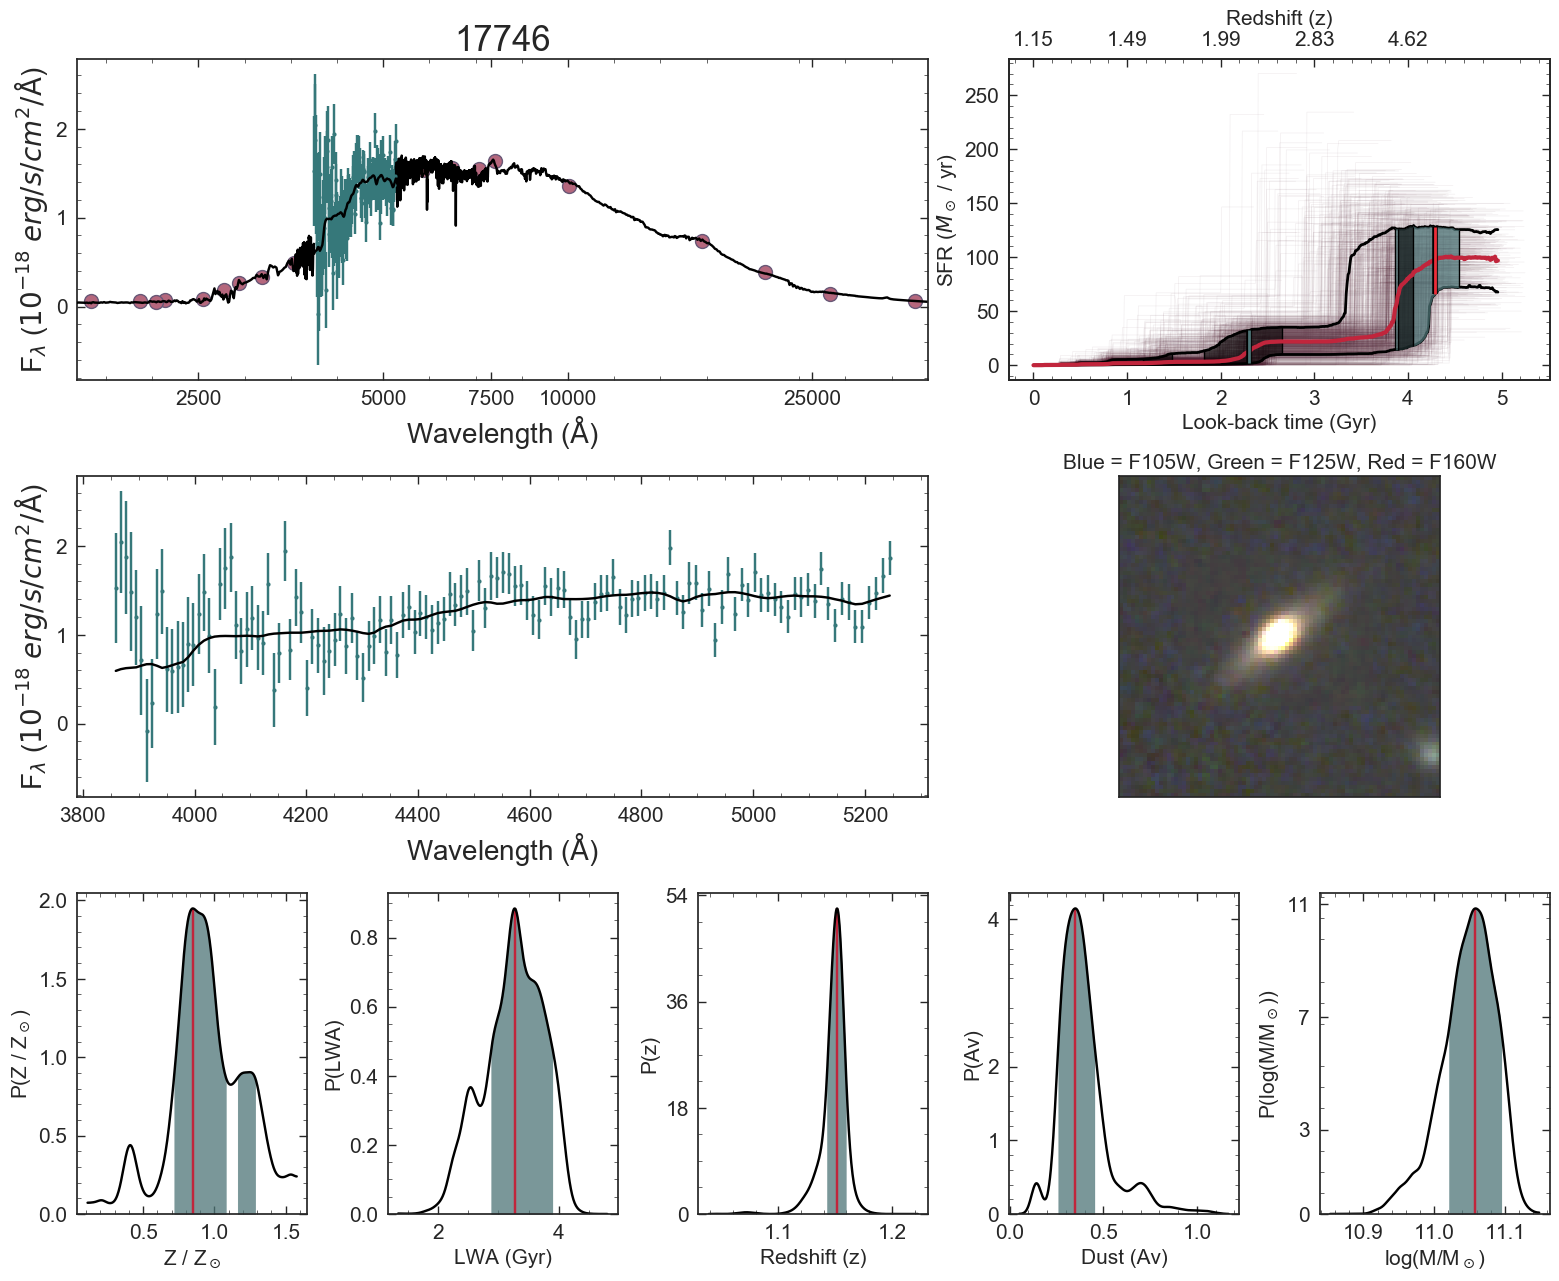 17746
F_λ (10^{-18} erg/s/cm^2/Å)
2
1
0
2500 5000 7500 10000 25000
Wavelength (Å)
Redshift (z)
1.15 1.49 1.99 2.83 4.62
SFR (M_⊙ / yr)
250
200
150
100
50
0
0 1 2 3 4 5
Look-back time (Gyr)
F_λ (10^{-18} erg/s/cm^2/Å)
2
1
0
3800 4000 4200 4400 4600 4800 5000 5200
Wavelength (Å)
Blue = F105W, Green = F125W, Red = F160W
P(Z / Z_⊙)
2.0
1.5
1.0
0.5
0.0
0.5 1.0 1.5
Z / Z_⊙
P(LWA)
0.8
0.6
0.4
0.2
0.0
2 4
LWA (Gyr)
P(z)
54
36
18
0
1.1 1.2
Redshift (z)
P(Av)
4
2
1
0
0.0 0.5 1.0
Dust (Av)
P(log(M/M_⊙))
11
7
3
0
10.9 11.0 11.1
log(M/M_⊙)